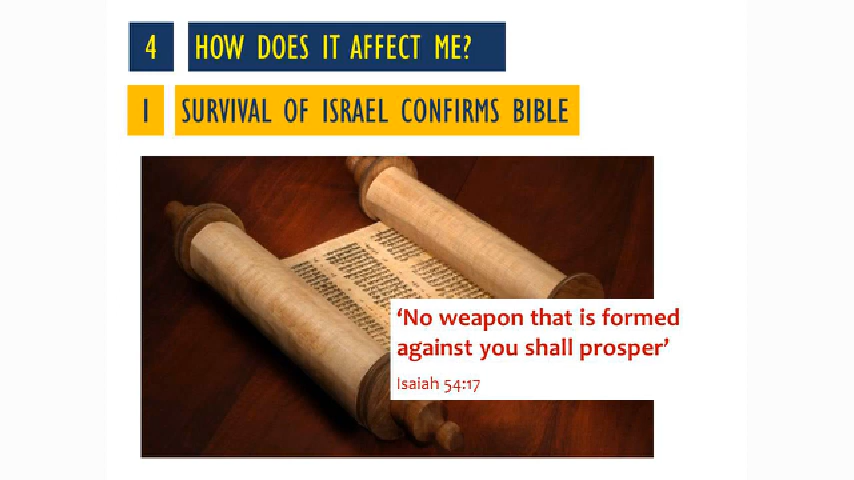 4 HOW DOES IT AFFECT ME?
1 SURVIVAL OF ISRAEL CONFIRMS BIBLE
‘No weapon that is formed
against you shall prosper’
Isaiah 54:17